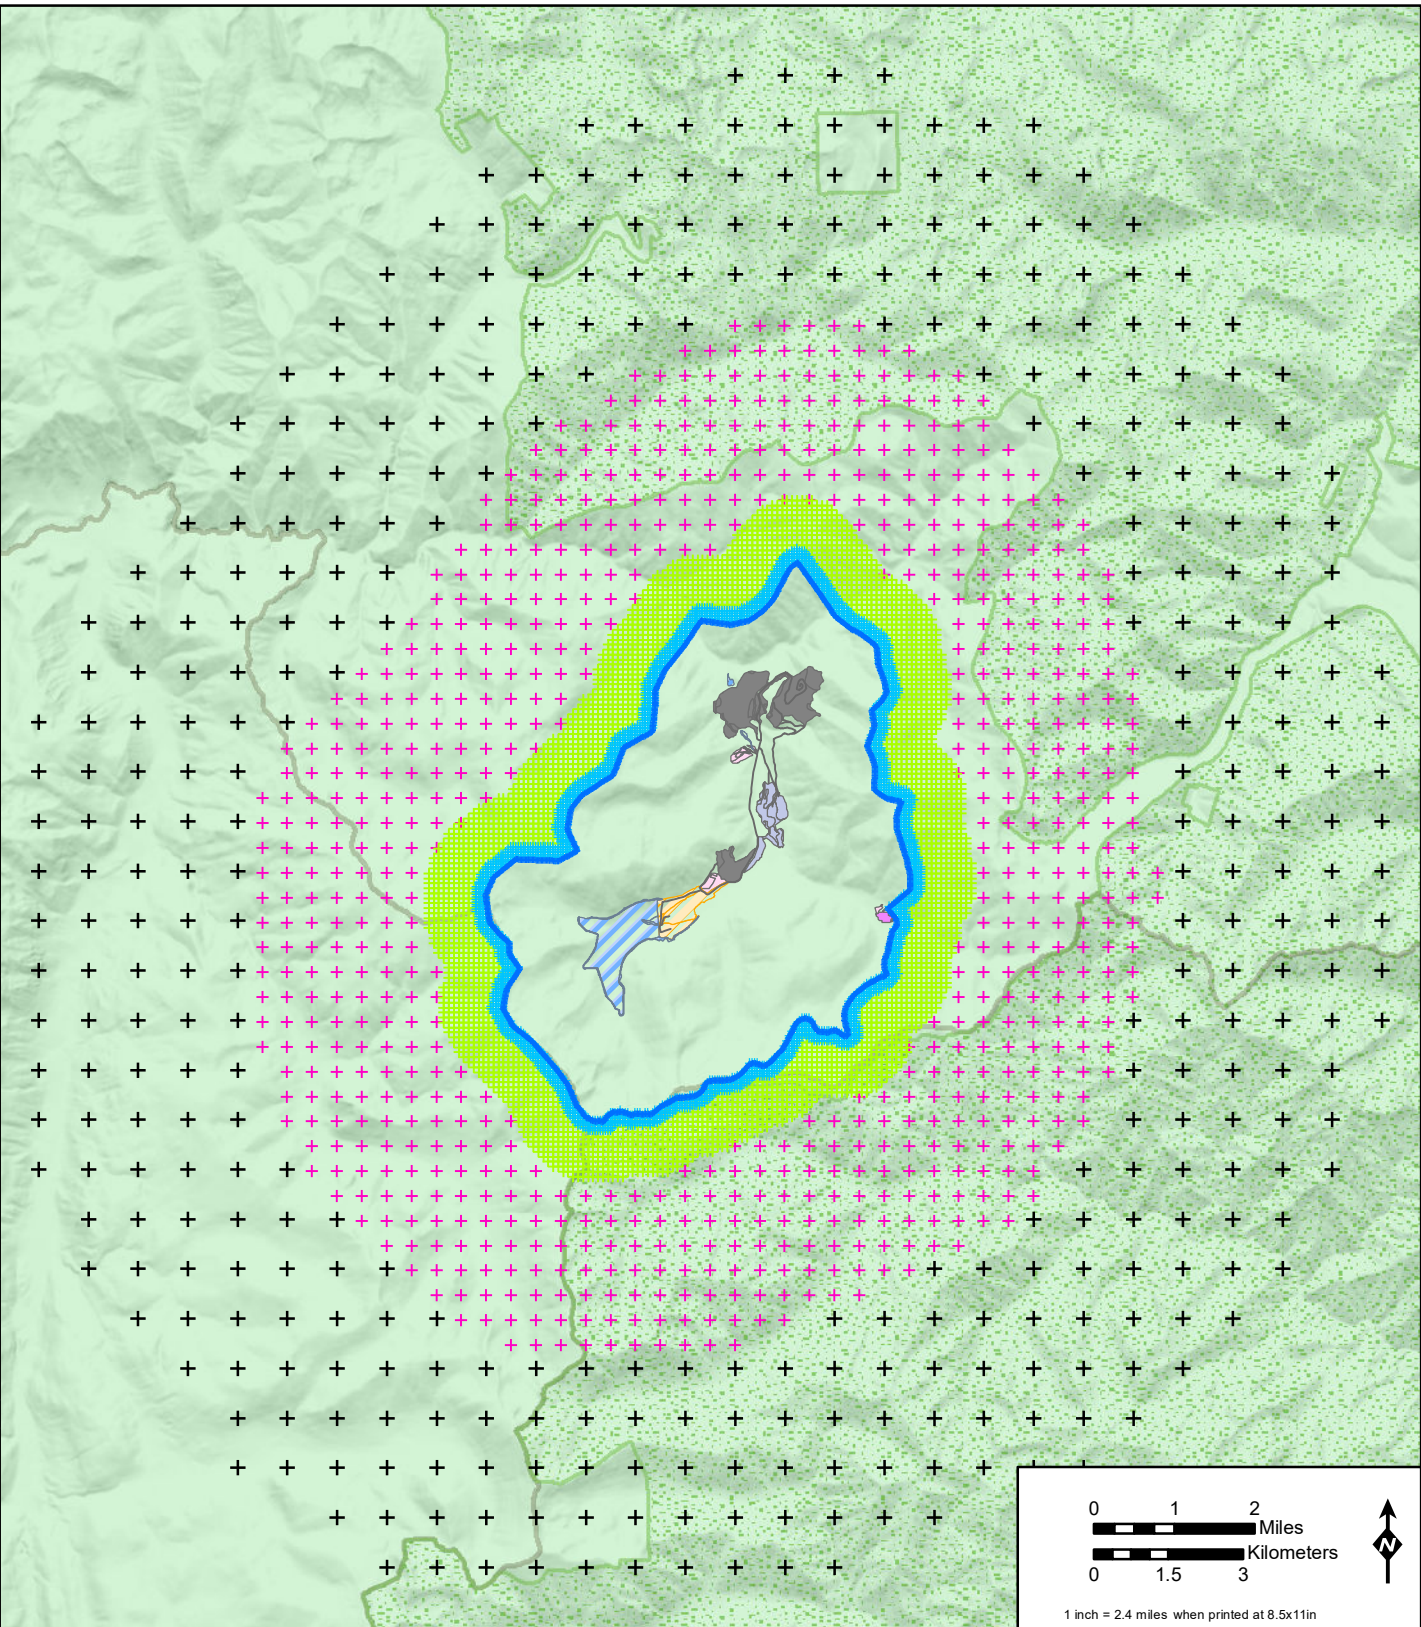 0 1 2
Miles
Kilometers
0 1.5 3
N
1 inch = 2.4 miles when printed at 8.5x11in